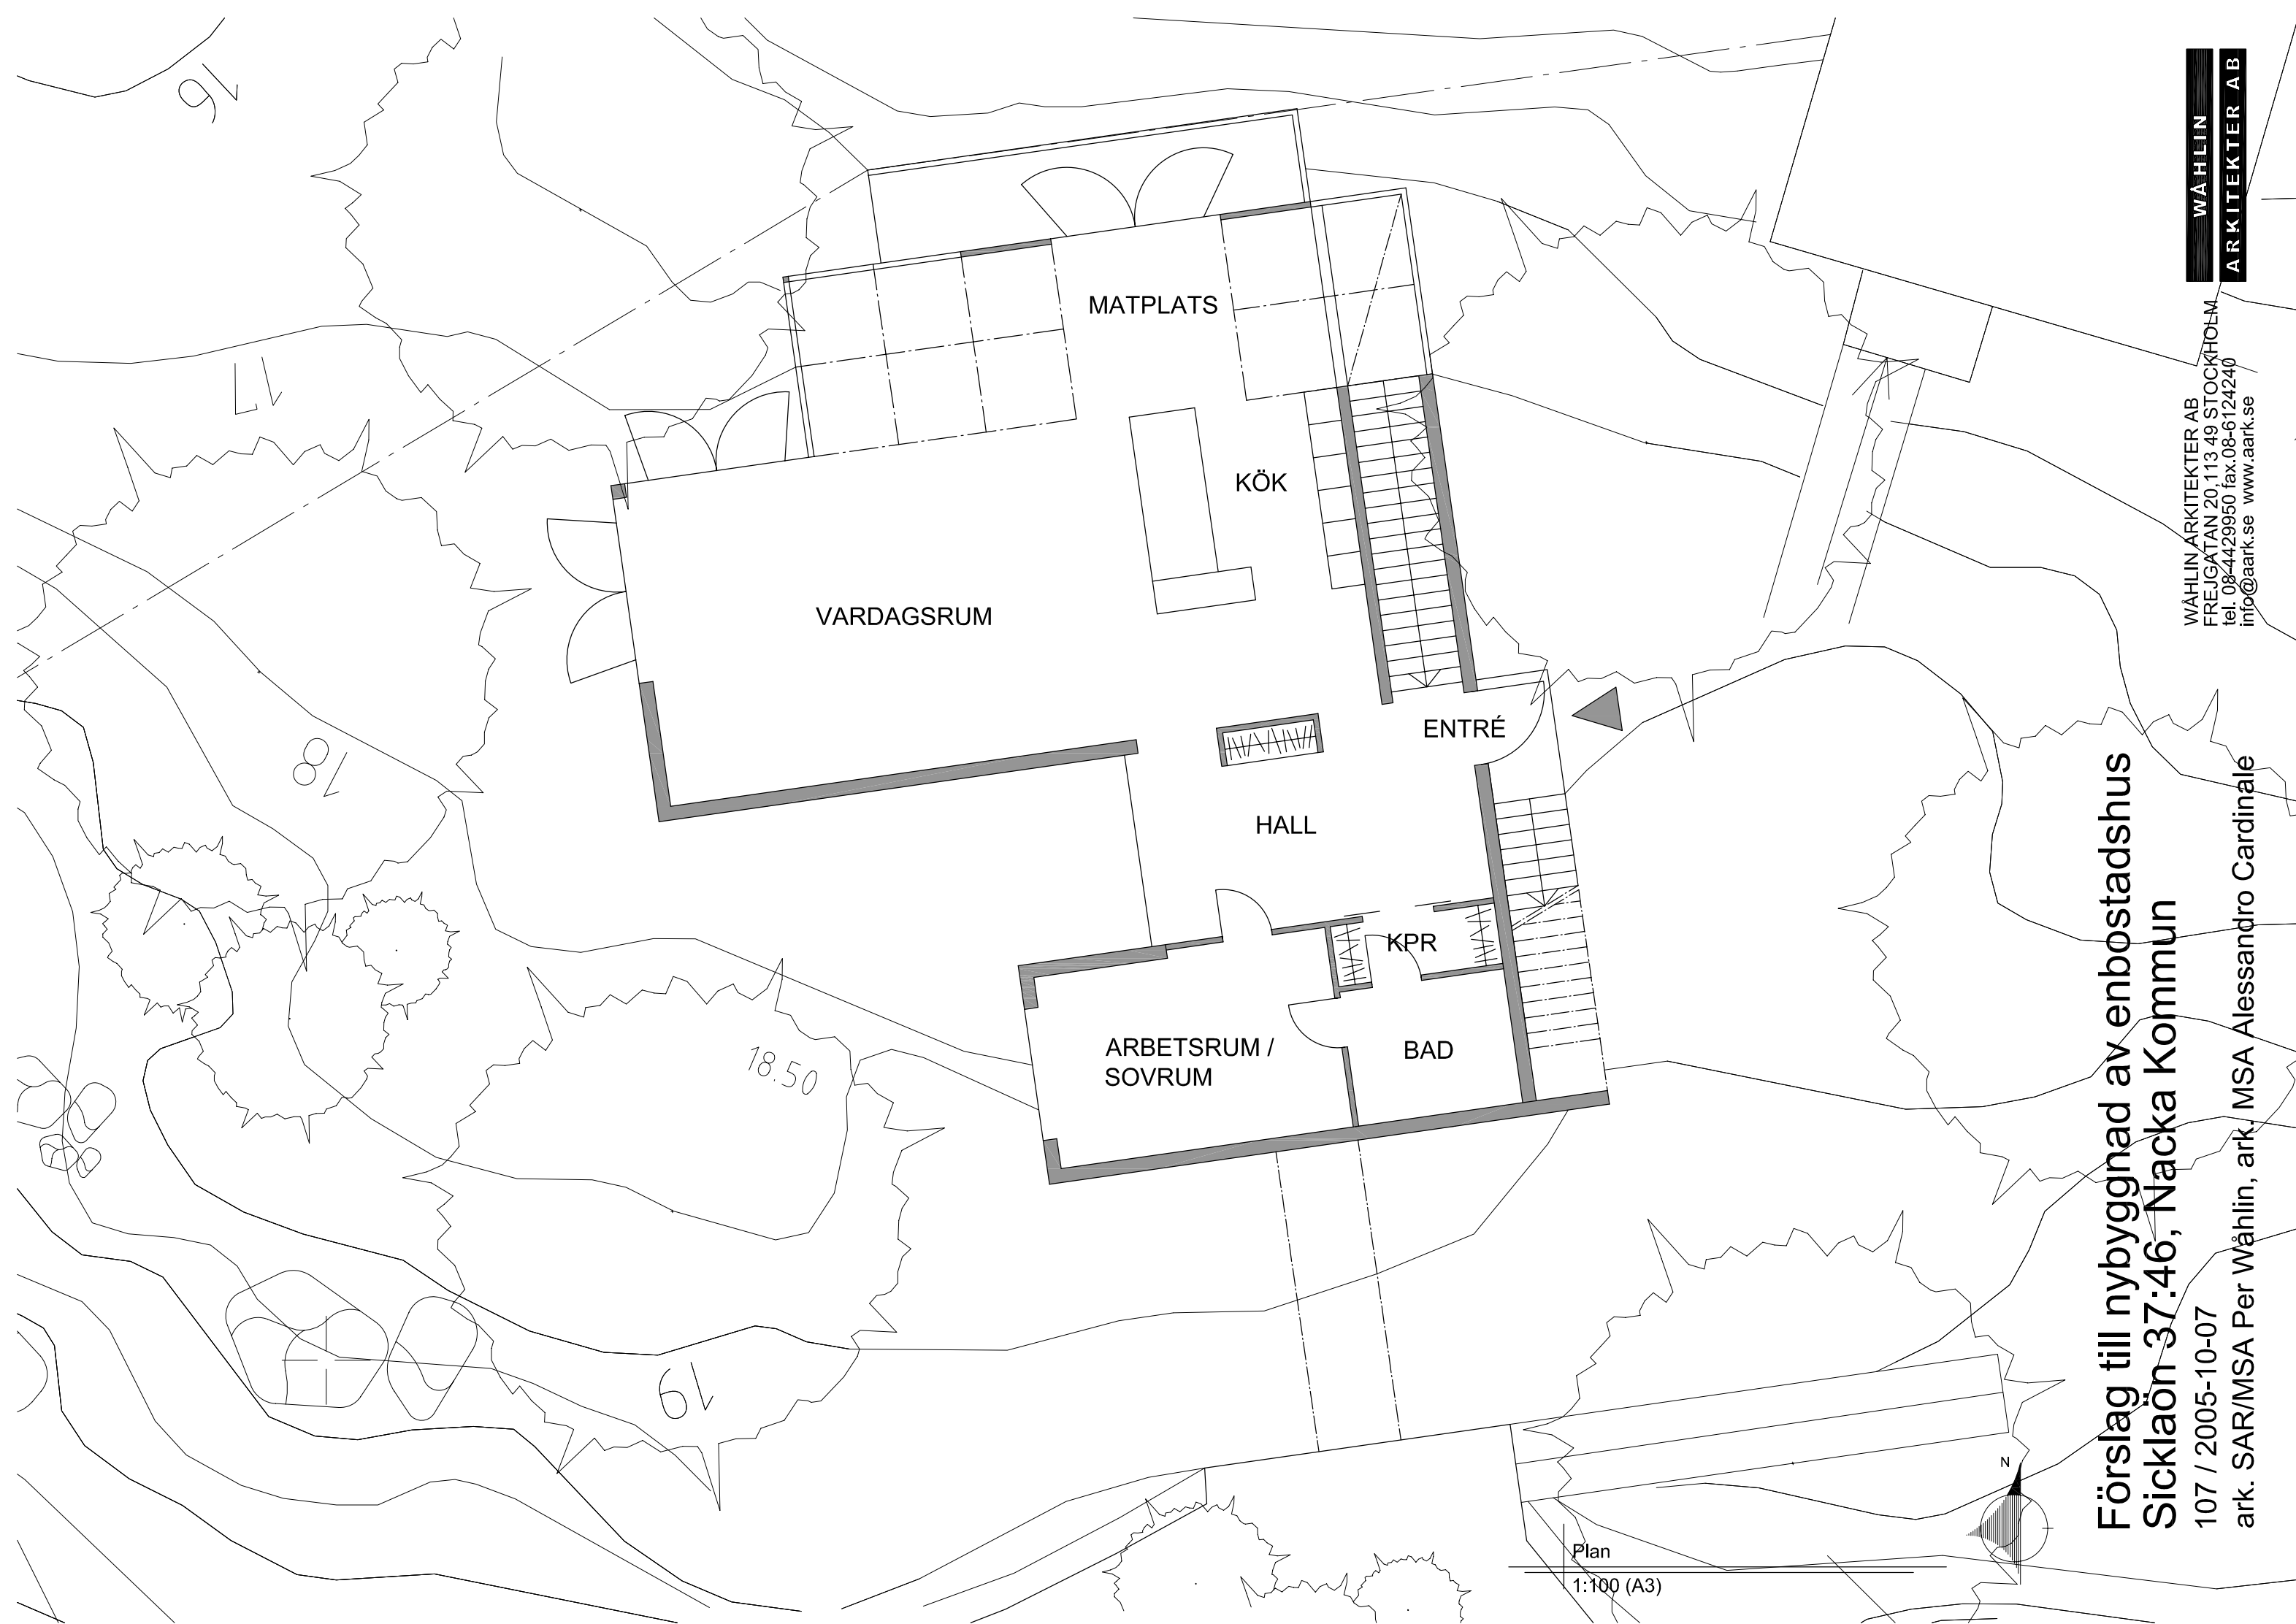 16
17
18
18.50
19
MATPLATS
KÖK
VARDAGSRUM
ENTRÉ
HALL
KPR
ARBETSRUM /
SOVRUM
BAD
WÅHLIN
ARKITEKTER AB
WÅHLIN ARKITEKTER AB
FREJGATAN 20,113 49 STOCKHOLM
tel. 08-4429950 fax.08-6124240
info@aark.se www.aark.se
Förslag till nybyggnad av enbostadshus
Sicklaön 37:46, Nacka Kommun
107 / 2005-10-07
ark. SAR/MSA Per Wåhlin, ark. MSA Alessandro Cardinale
N
Plan
1:100 (A3)